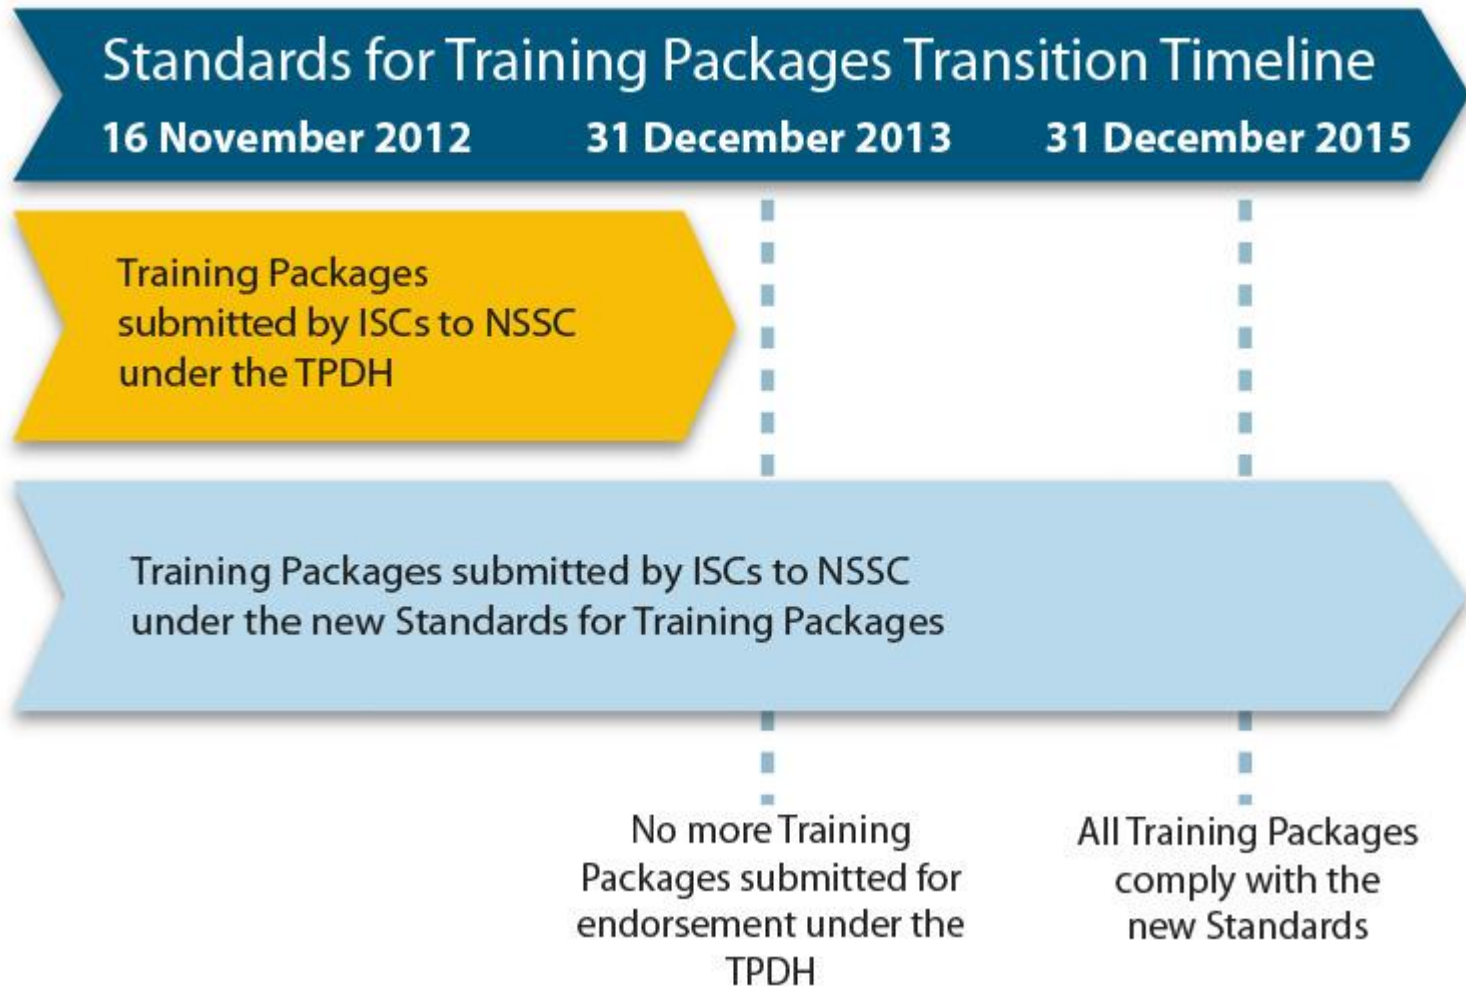 Standards for Training Packages Transition Timeline
16 November 2012 31 December 2013 31 December 2015
Training Packages
submitted by ISCs to NSSC
under the TPDH
Training Packages submitted by ISCs to NSSC
under the new Standards for Training Packages
No more Training
Packages submitted for
endorsement under the
TPDH
All Training Packages
comply with the
new Standards